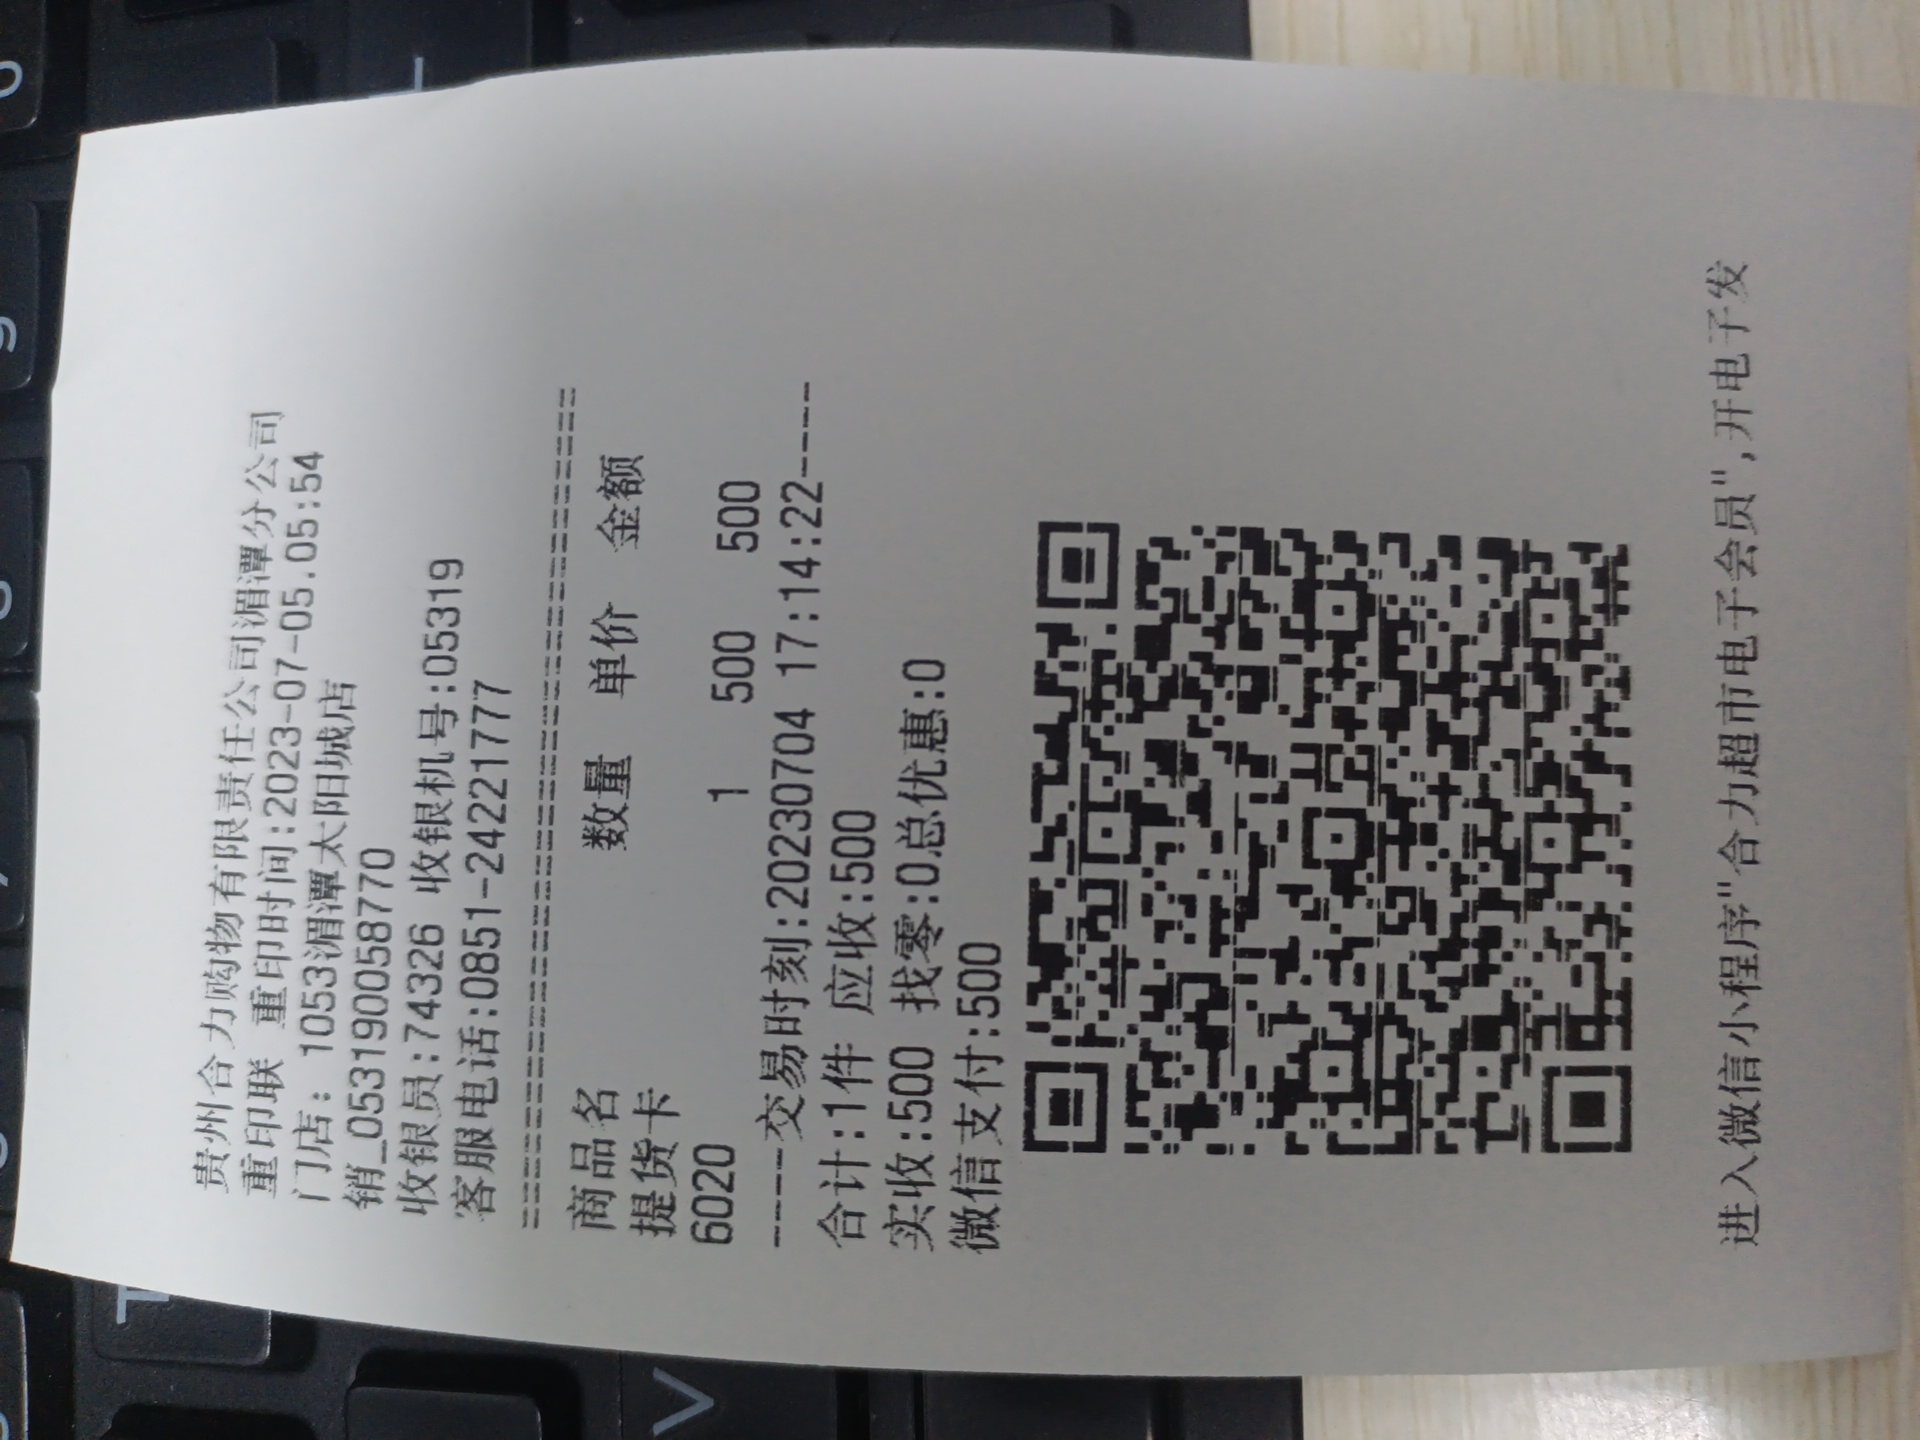 贵州合力购物有限责任公司湄潭分公司
重印联 重印时间:2023-07-05.05:54
门店: 1053湄潭太阳城店
销_0531900058770
收银员:74326 收银机号:05319
客服电话:0851-24221777
========================================
商品名 数量 单价 金额
提货卡
6020 1 500 500
----交易时刻:20230704 17:14:22----
合计:1件 应收:500
实收:500 找零:0总优惠:0
微信支付:500
进入微信小程序"合力超市电子会员",开电子发
T
V